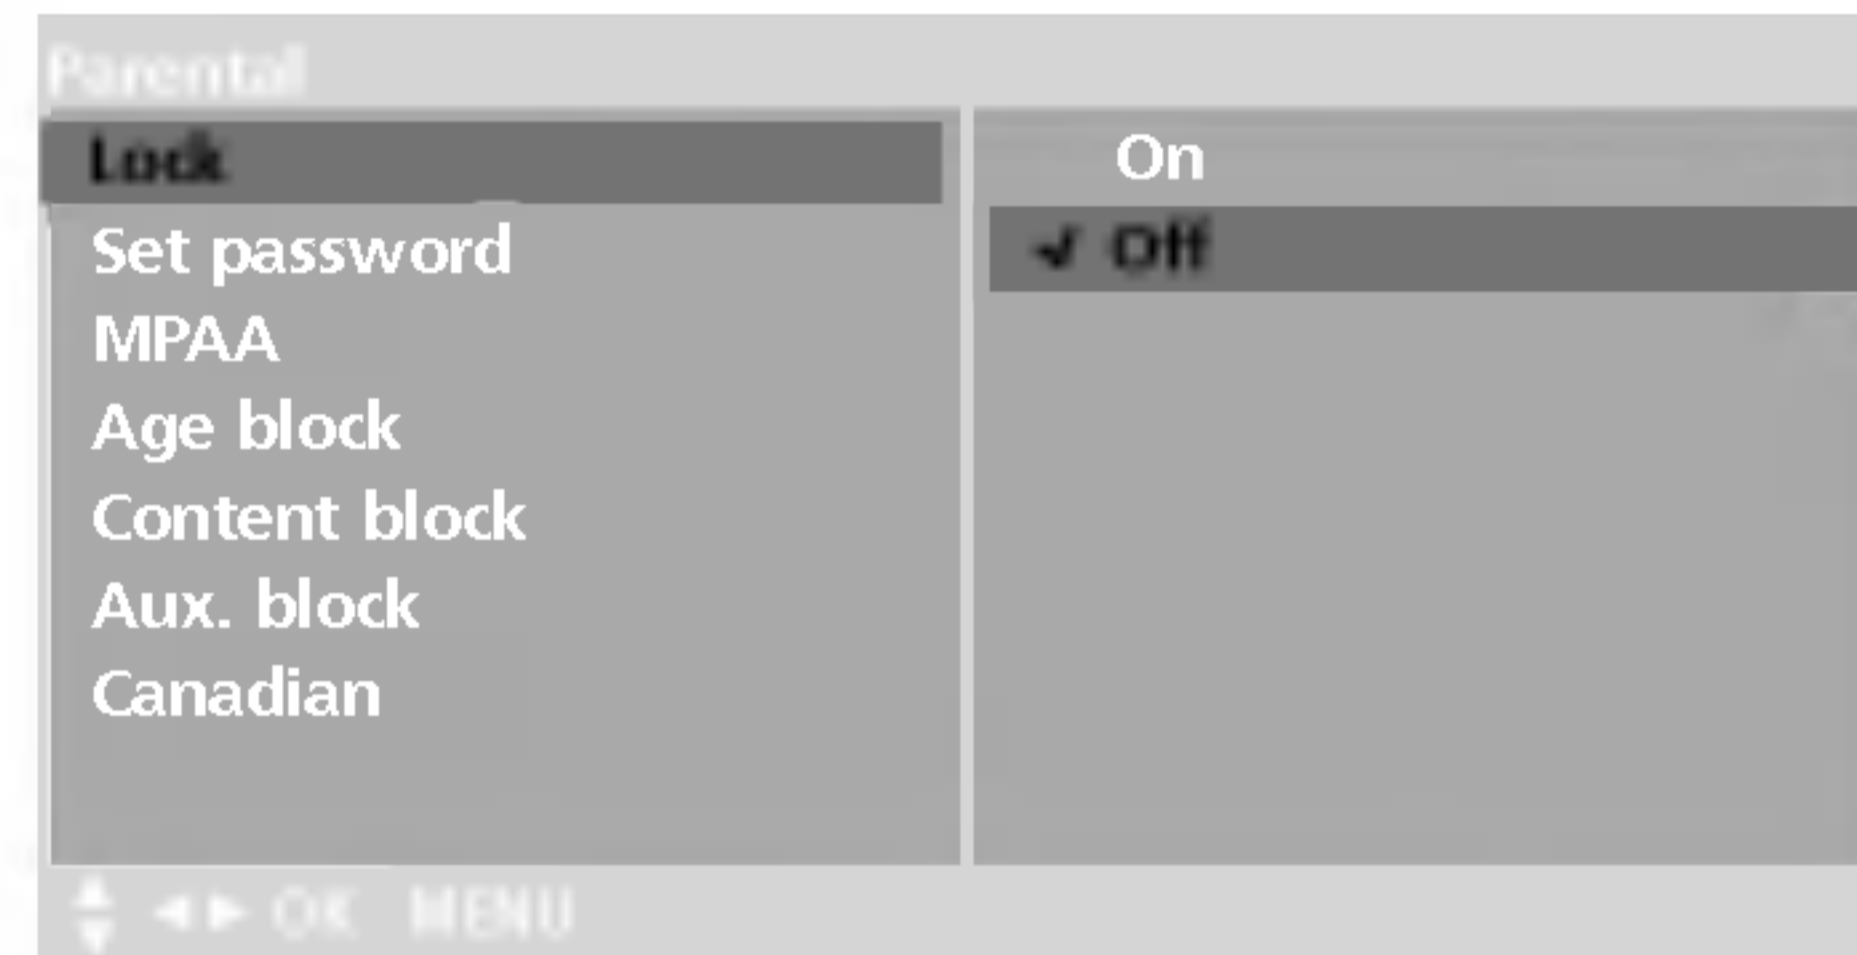 Parental
Lock
Set password
MPAA
Age block
Content block
Aux. block
Canadian
On
✓ Off
OK MENU